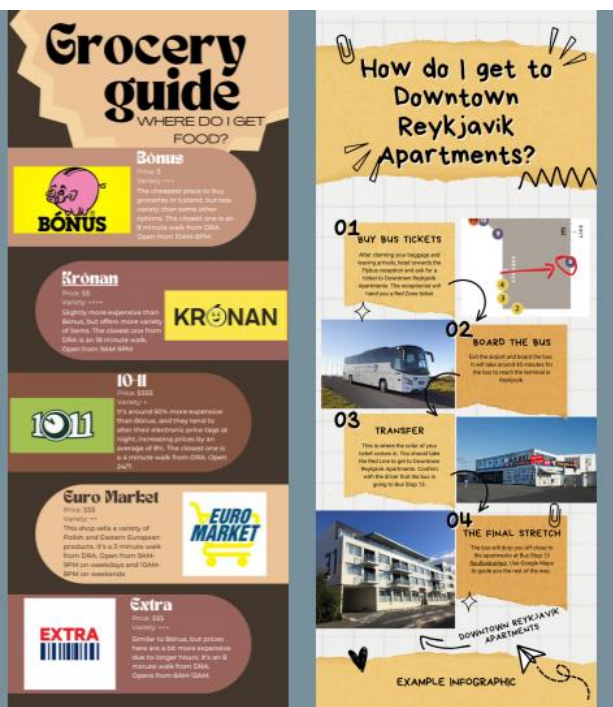 Grocery
guide
WHERE DO I GET
FOOD?
BÓNUS
Bónus
Price: $
Variety: +++
The cheapest place to buy
groceries in Iceland, but less
variety than some other
options. The closest one is an
9 minute walk from DRA.
Open from 10AM-8PM.
Krónan
Price: $$
Variety: ++++
Slightly more expensive than
Bónus, but offers more variety
of items. The closest one from
DRA is an 18 minute walk.
Open from 9AM-9PM
KRÓNAN
10-11
Price: $$$$
Variety: +
It's around 50% more expensive
than Bónus, and they tend to
alter their electronic price tags at
night, increasing prices by an
average of 8%. The closest one is
a 4 minute walk from DRA. Open
24/7.
1011
Euro Market
Price: $$$
Variety: ++
This shop sells a variety of
Polish and Eastern European
products. It's a 3 minute walk
from DRA. Open from 9AM-
9PM on weekdays and 10AM-
8PM on weekends
EURO
MARKET
EXTRA
Extra
Price: $$$
Variety: +++
Similar to Bónus, but prices
here are a bit more expensive
due to longer hours. It's an 8
minute walk from DRA.
Opens from 8AM-12AM.
How do I get to
Downtown
Reykjavik
Apartments?
01
BUY BUS TICKETS
After claiming your baggage and
leaving arrivals, head towards the
Flybus reception and ask for a
ticket to Downtown Reykjavik
Apartments. The receptionist will
hand you a Red Zone ticket
02
BOARD THE BUS
Exit the airport and board the bus.
It will take around 45 minutes for
the bus to reach the terminal in
Reykjavik.
03
TRANSFER
This is where the color of your
ticket comes in. You should take
the Red Line to get to Downtown
Reykjavik Apartments. Confirm
with the driver that the bus is
going to Bus Stop 13.
04
THE FINAL STRETCH
The bus will drop you off close to
the apartments at Bus Stop 13
Use Google Maps
to guide you the rest of the way.
DOWNTOWN REYKJAVIK
APARTMENTS
EXAMPLE INFOGRAPHIC